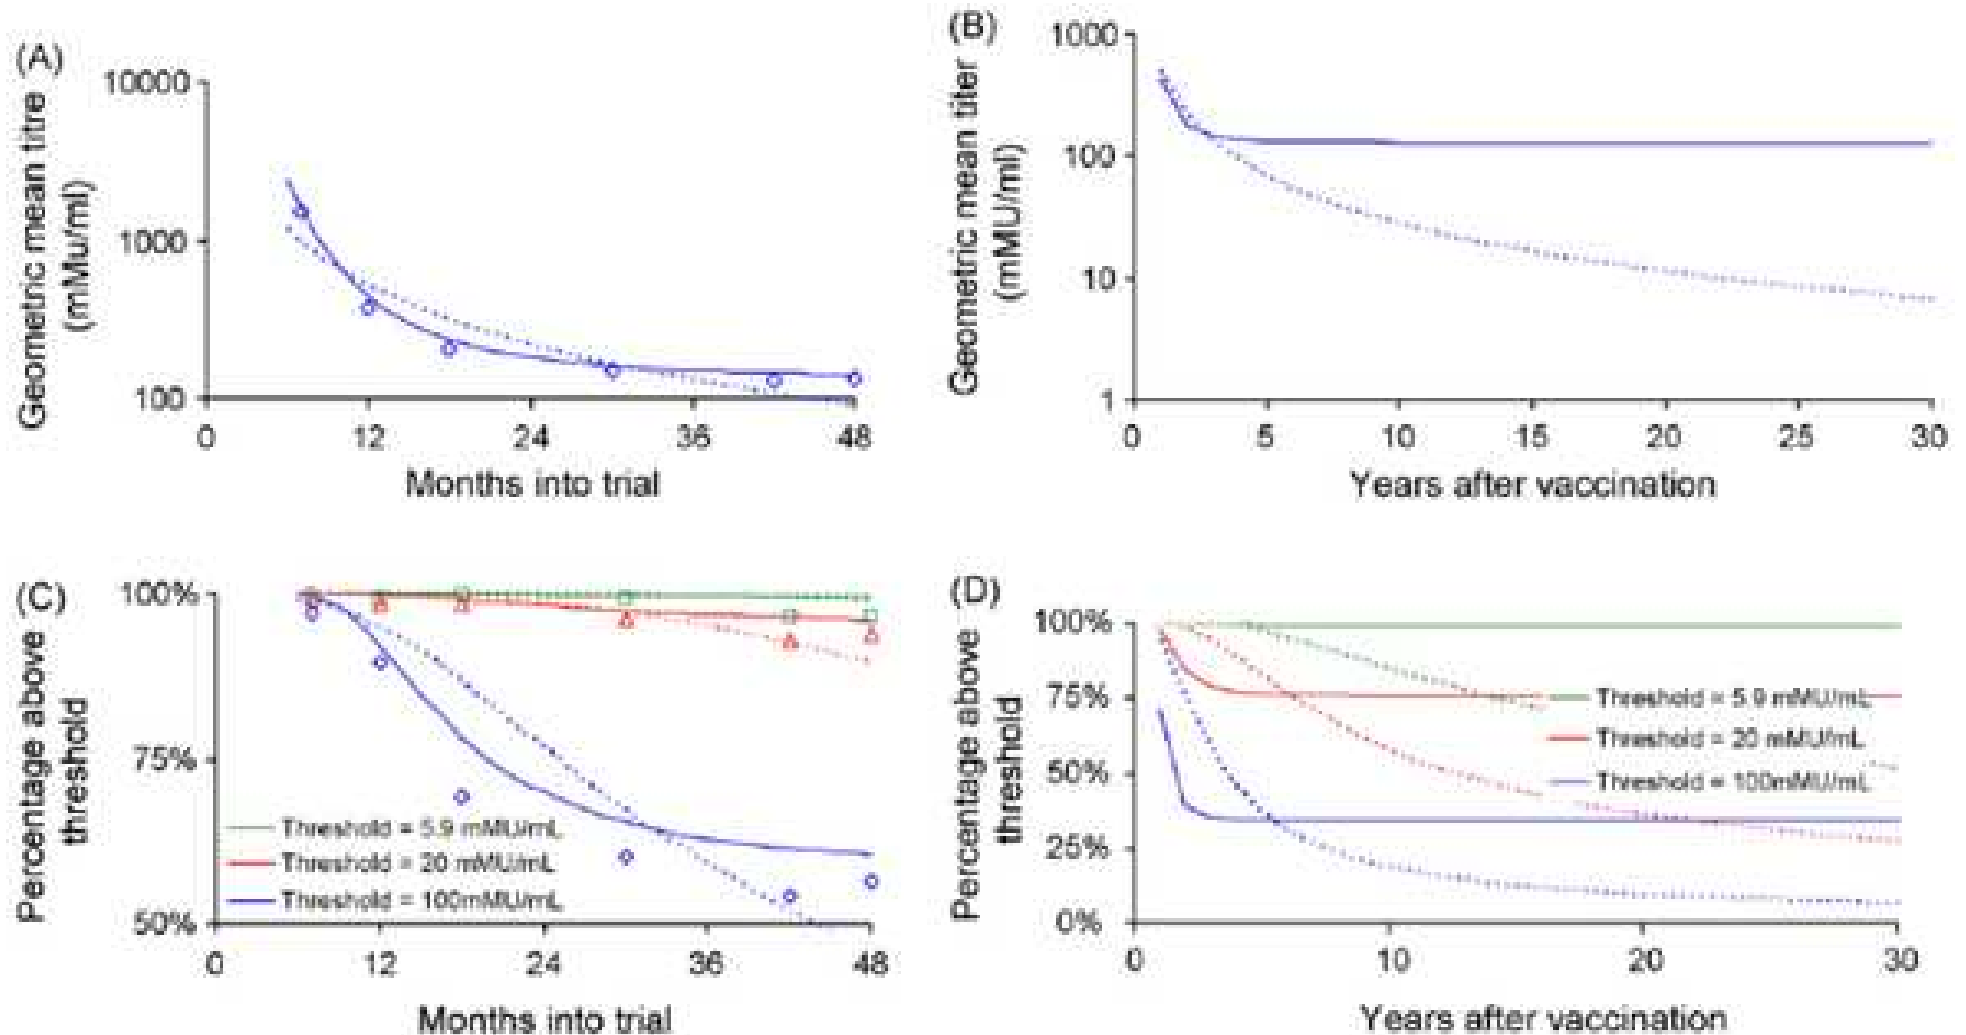 (A)
Geometric mean titre
(mMu/ml)
10000
1000
100
0 12 24 36 48
Months into trial
(B)
Geometric mean titer
(mMU/ml)
1000
100
10
1
0 5 10 15 20 25 30
Years after vaccination
(C)
Percentage above
threshold
100%
75%
50%
Threshold = 5.9 mMU/mL
Threshold = 20 mMU/mL
Threshold = 100mMU/mL
0 12 24 36 48
Months into trial
(D)
Percentage above
threshold
100%
75%
50%
25%
0%
Threshold = 5.9 mMU/mL
Threshold = 20 mMU/mL
Threshold = 100mMU/mL
0 10 20 30
Years after vaccination